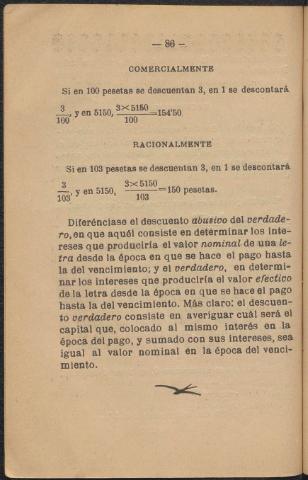 — 86 —
COMERCIALMENTE
Si en 100 pesetas se descuentan 3, en 1 se descontará
3/100, y en 5150, 3×5150/100=154'50
RACIONALMENTE
Si en 103 pesetas se descuentan 3, en 1 se descontará
3/103, y en 5150, 3×5150/103=150 pesetas.
Diferénciase el descuento abusivo del verdade-
ro, en que aquél consiste en determinar los inte-
reses que produciría el valor nominal de una le-
tra desde la época en que se hace el pago hasta
la del vencimiento; y el verdadero, en determi-
nar los intereses que produciría el valor efectivo
de la letra desde la época en que se hace el pago
hasta la del vencimiento. Más claro: el descuen-
to verdadero consiste en averiguar cuál será el
capital que, colocado al mismo interés en la
época del pago, y sumado con sus intereses, sea
igual al valor nominal en la época del venci-
miento.